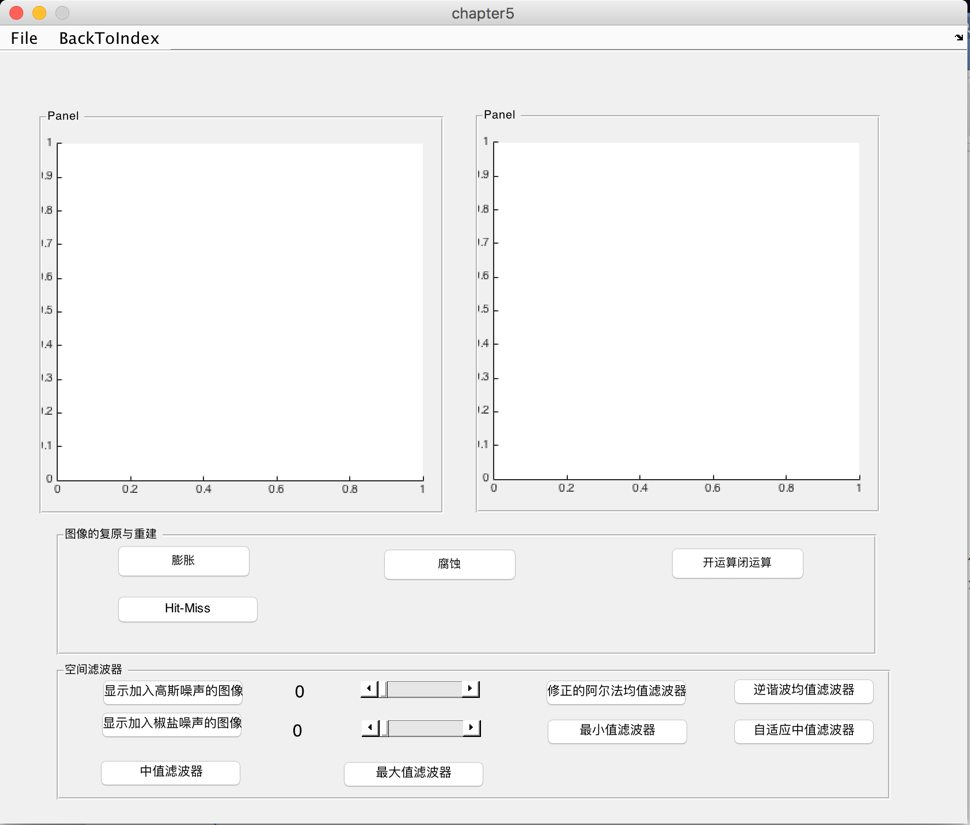 chapter5
File BackToIndex
Panel
Panel
1
.9
.8
.7
.6
.5
.4
.3
.2
.1
0
0 0.2 0.4 0.6 0.8 1
1
.9
.8
.7
.6
.5
.4
.3
.2
.1
0
0 0.2 0.4 0.6 0.8 1
图像的复原与重建
膨胀 腐蚀 开运算闭运算
Hit-Miss
空间滤波器
显示加入高斯噪声的图像 0 修正的阿尔法均值滤波器 逆谐波均值滤波器
显示加入椒盐噪声的图像 0 最小值滤波器 自适应中值滤波器
中值滤波器 最大值滤波器